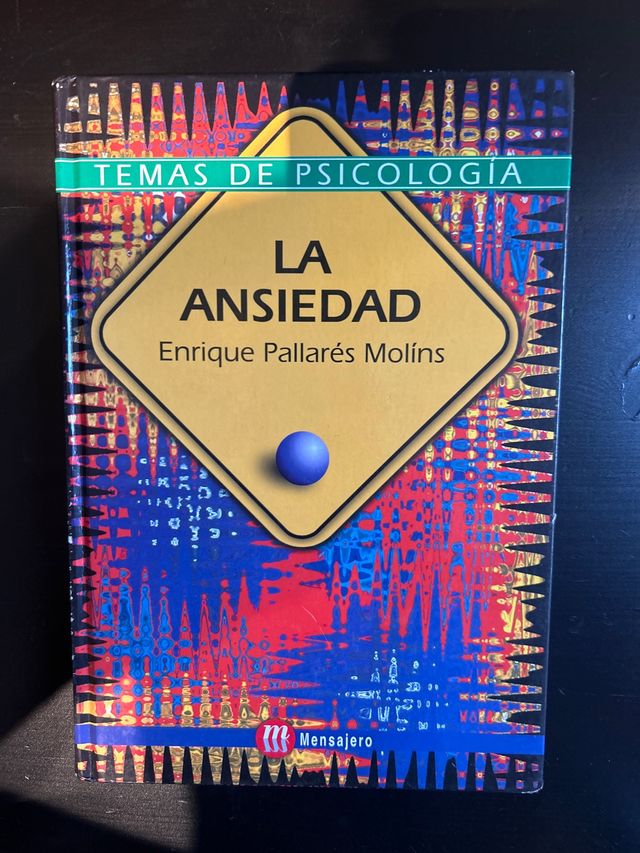 TEMAS DE PSICOLOGÍA
LA
ANSIEDAD
Enrique Pallarés Molíns
Mensajero